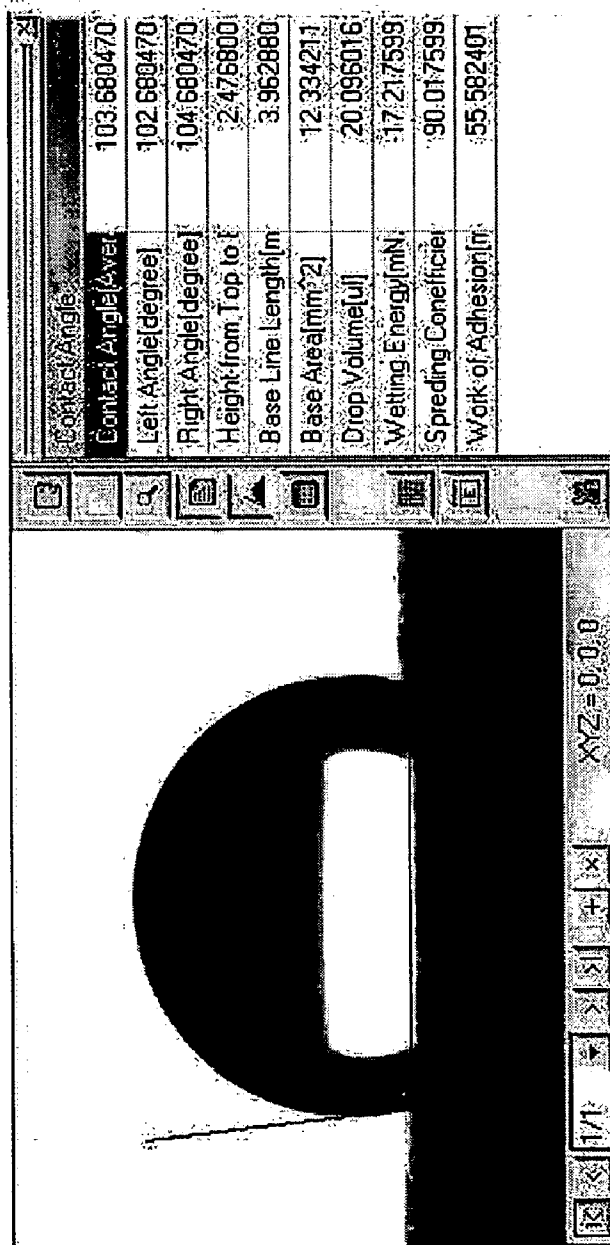 Contact Angle
Contact Angle[Aver 103.680470
Left Angle[degree] 102.680470
Right Angle[degree] 104.680470
Height from Top to 2.476800
Base Line Length[m 3.962880
Base Area[mm^2] 12.334211
Drop Volume[ul] 20.096016
Wetting Energy[mN. -17.217599
Spreding Conefficier -90.017599
Work of Adhesion[n 55.582401
1/1
XYZ = 0, 0, 0